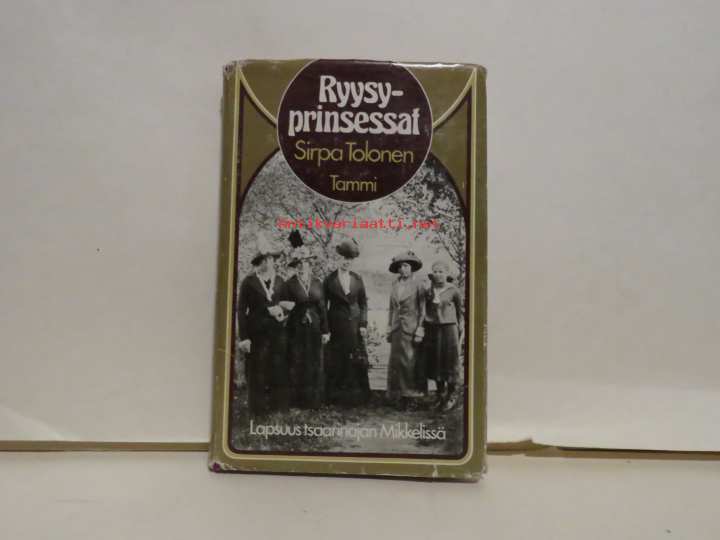 Ryysy-
prinsessat
Sirpa Tolonen
Tammi
Antikvariaatti.net
Lapsuus tsaarinajan Mikkelissä